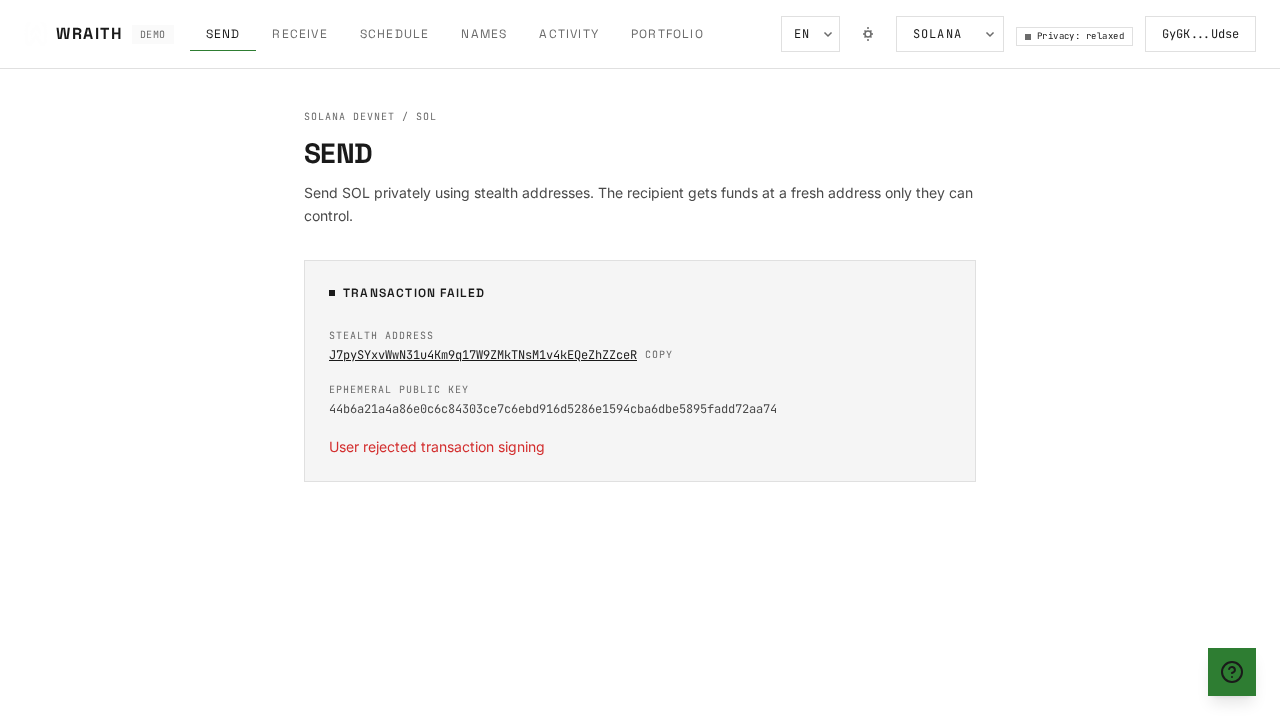 WRAITH DEMO SEND RECEIVE SCHEDULE NAMES ACTIVITY PORTFOLIO EN SOLANA Privacy: relaxed GyGK...Udse
SOLANA DEVNET / SOL
SEND
Send SOL privately using stealth addresses. The recipient gets funds at a fresh address only they can
control.
TRANSACTION FAILED
STEALTH ADDRESS
J7pySYxvWwN31u4Km9q17W9ZMkTNsM1v4kEQeZhZZceR COPY
EPHEMERAL PUBLIC KEY
44b6a21a4a86e0c6c84303ce7c6ebd916d5286e1594cba6dbe5895fadd72aa74
User rejected transaction signing